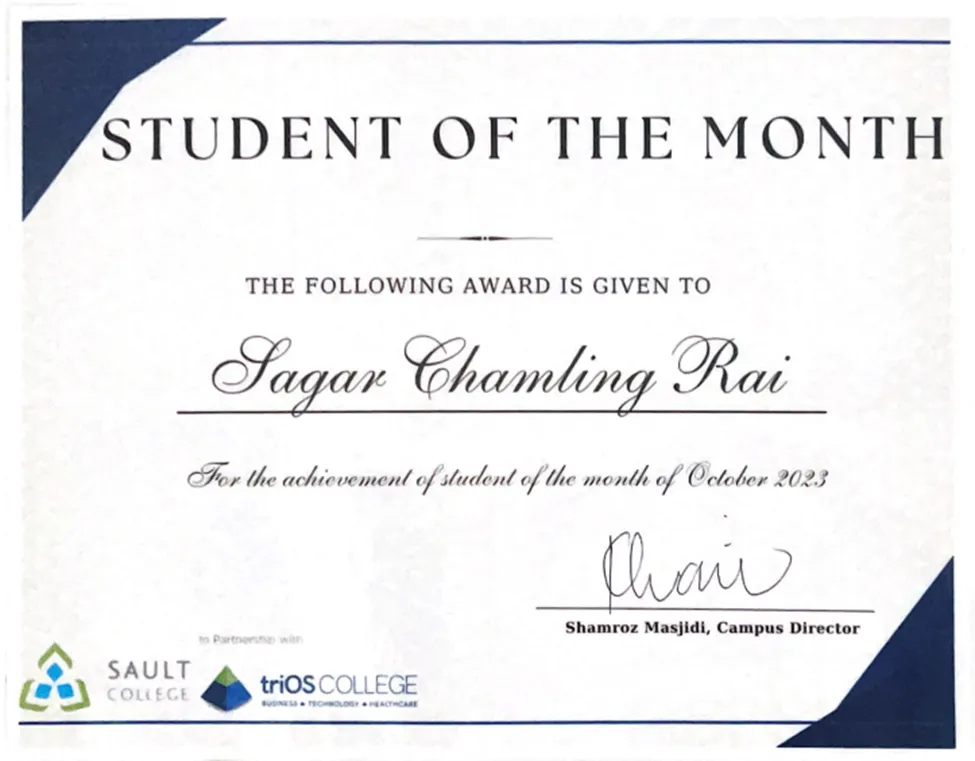 STUDENT OF THE MONTH
THE FOLLOWING AWARD IS GIVEN TO
Sagar Chamling Rai
For the achievement of student of the month of October 2023
Shamroz Masjidi, Campus Director
in Partnership with
SAULT
COLLEGE
triOS COLLEGE
BUSINESS • TECHNOLOGY • HEALTHCARE